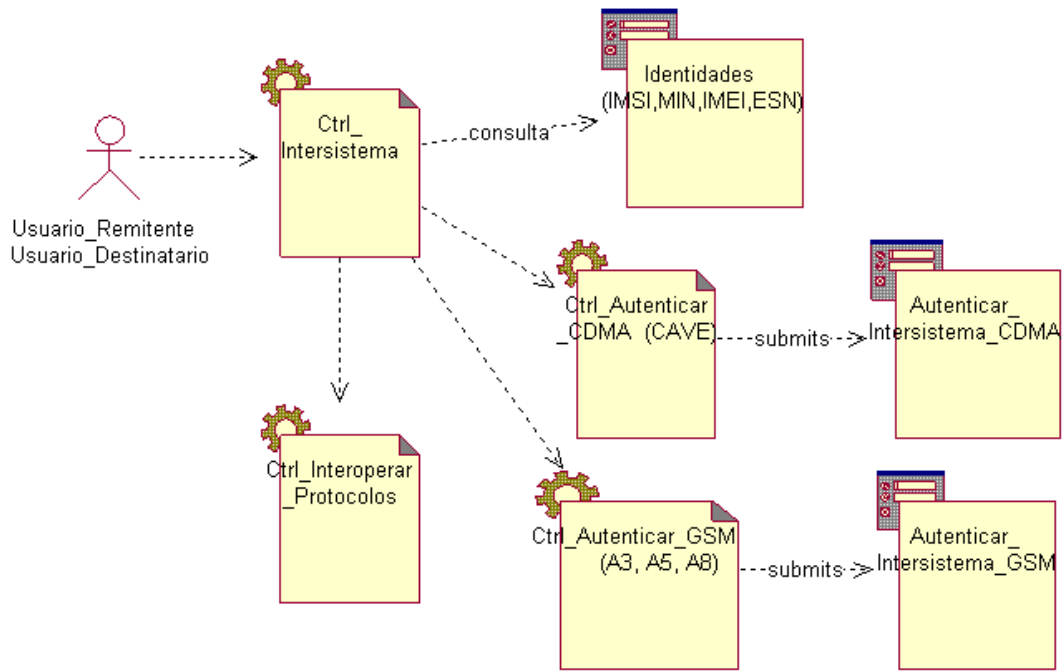 Identidades
(IMSI,MIN,IMEI,ESN)
Ctrl_
Intersistema
consulta
Usuario_Remitente
Usuario_Destinatario
Ctrl_Autenticar
_CDMA (CAVE)
submits
Autenticar_
Intersistema_CDMA
Ctrl_Interoperar
_Protocolos
Ctrl_Autenticar_GSM
(A3, A5, A8)
submits
Autenticar_
Intersistema_GSM